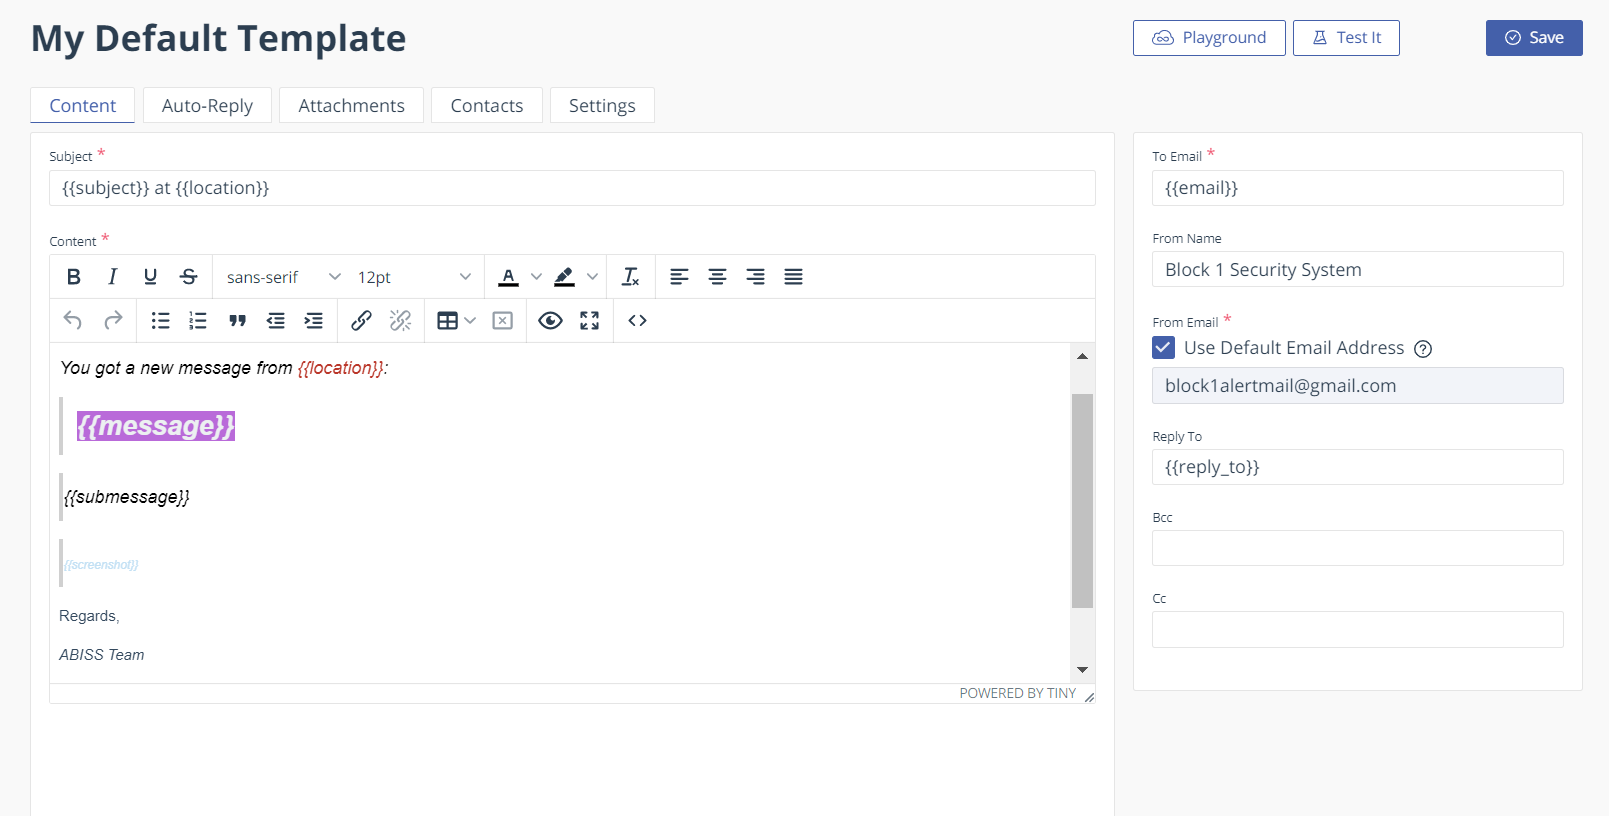 My Default Template
Playground
Test It
Save
Content
Auto-Reply
Attachments
Contacts
Settings
Subject *
{{subject}} at {{location}}
Content *
B I U S sans-serif 12pt A
You got a new message from {{location}}:
{{message}}
{{submessage}}
{{screenshot}}
Regards,
ABISS Team
POWERED BY TINY
To Email *
{{email}}
From Name
Block 1 Security System
From Email *
Use Default Email Address
block1alertmail@gmail.com
Reply To
{{reply_to}}
Bcc
Cc